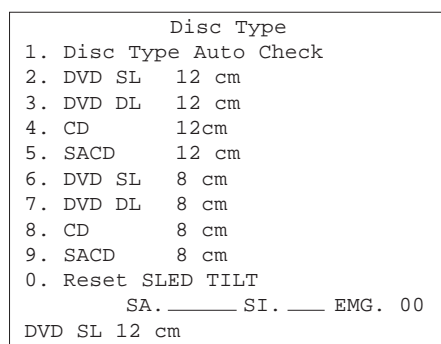 Disc Type
1. Disc Type Auto Check
2. DVD SL 12 cm
3. DVD DL 12 cm
4. CD 12cm
5. SACD 12 cm
6. DVD SL 8 cm
7. DVD DL 8 cm
8. CD 8 cm
9. SACD 8 cm
0. Reset SLED TILT
SA. ______ SI. ___ EMG. 00
DVD SL 12 cm